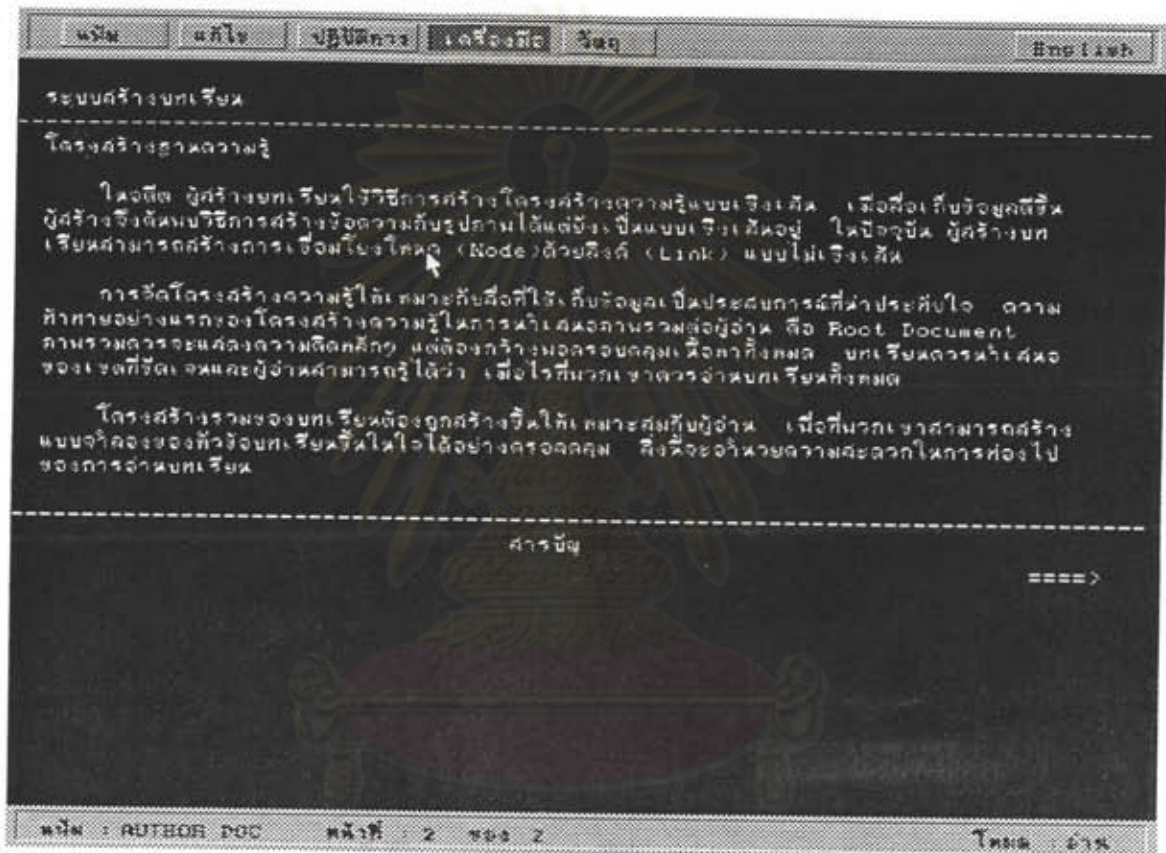 แฟ้ม แก้ไข ปฏิบัติการ เครื่องมือ วัตถุ English
ระบบสร้างบทเรียน
โครงสร้างฐานความรู้
ในอดีต ผู้สร้างบทเรียนใช้วิธีการสร้างโครงสร้างความรู้แบบเชิงเส้น เมื่อสื่อเก็บข้อมูลดีขึ้น
ผู้สร้างจึงค้นพบวิธีการสร้างข้อความกับรูปภาพได้แต่ยังเป็นแบบเชิงเส้นอยู่ ในปัจจุบัน ผู้สร้างบท
เรียนสามารถสร้างการเชื่อมโยงโหนด (Node)ด้วยลิงค์ (Link) แบบไม่เชิงเส้น
การจัดโครงสร้างความรู้ให้เหมาะกับสื่อที่ใช้เก็บข้อมูลเป็นประสบการณ์ที่น่าประทับใจ ความ
ท้าทายอย่างแรกของโครงสร้างความรู้ในการนำเสนอภาพรวมต่อผู้อ่าน คือ Root Document
ภาพรวมควรจะแสดงความคิดหลักๆ แต่ต้องกว้างพอครอบคลุมเนื้อหาทั้งหมด บทเรียนควรนำเสนอ
ของเขตที่ชัดเจนและผู้อ่านสามารถรู้ได้ว่า เมื่อไรที่พวกเขาควรอ่านบทเรียนทั้งหมด
โครงสร้างรวมของบทเรียนต้องถูกสร้างขึ้นให้เหมาะสมกับผู้อ่าน เพื่อที่พวกเขาสามารถสร้าง
แบบจำลองของหัวข้อบทเรียนขึ้นในใจได้อย่างครอคคลุม สิ่งนี้จะอำนวยความสะดวกในการท่องไป
ของการอ่านบทเรียน
สารบัญ
====>
แฟ้ม : AUTHOR DOC หน้าที่ : 2 ของ 2 โหมด : อ่าน